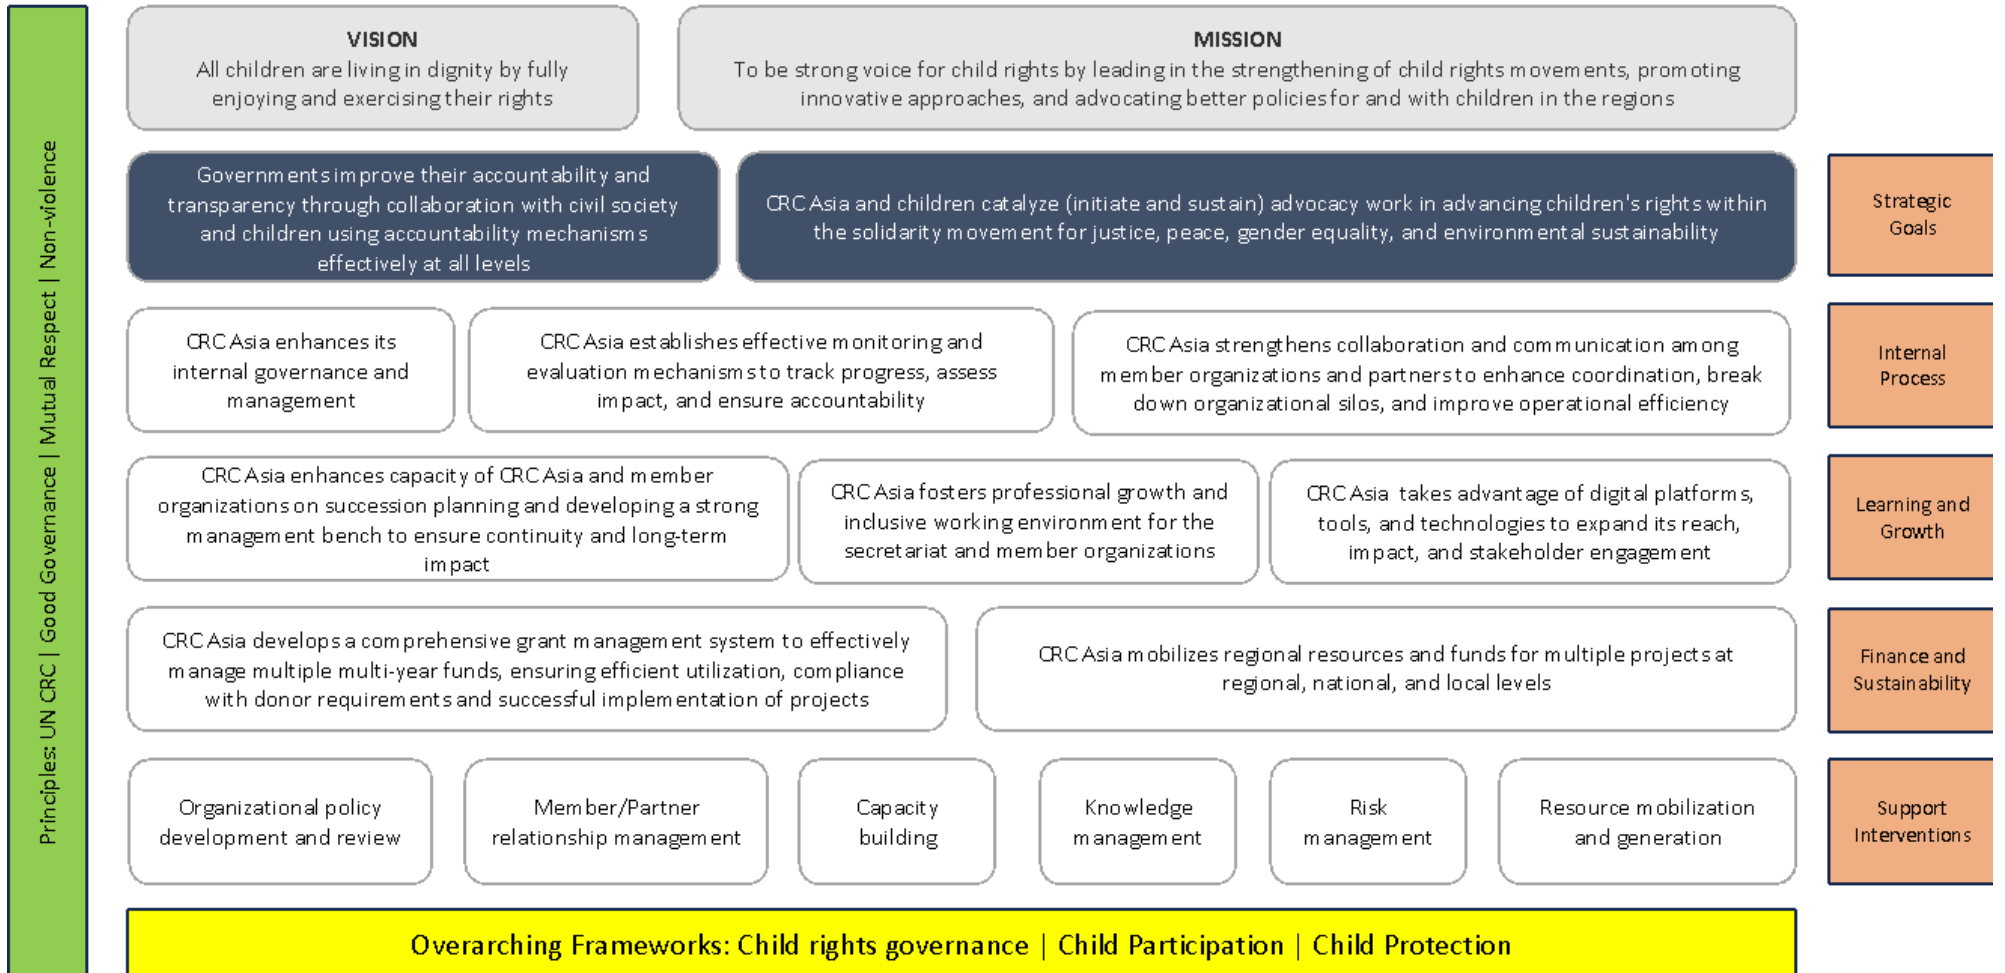 Principles: UN CRC | Good Governance | Mutual Respect | Non-violence
VISION
All children are living in dignity by fully
enjoying and exercising their rights
MISSION
To be strong voice for child rights by leading in the strengthening of child rights movements, promoting
innovative approaches, and advocating better policies for and with children in the regions
Governments improve their accountability and
transparency through collaboration with civil society
and children using accountability mechanisms
effectively at all levels
CRC Asia and children catalyze (initiate and sustain) advocacy work in advancing children's rights within
the solidarity movement for justice, peace, gender equality, and environmental sustainability
Strategic
Goals
CRC Asia enhances its
internal governance and
management
CRC Asia establishes effective monitoring and
evaluation mechanisms to track progress, assess
impact, and ensure accountability
CRC Asia strengthens collaboration and communication among
member organizations and partners to enhance coordination, break
down organizational silos, and improve operational efficiency
Internal
Process
CRC Asia enhances capacity of CRC Asia and member
organizations on succession planning and developing a strong
management bench to ensure continuity and long-term
impact
CRC Asia fosters professional growth and
inclusive working environment for the
secretariat and member organizations
CRC Asia takes advantage of digital platforms,
tools, and technologies to expand its reach,
impact, and stakeholder engagement
Learning and
Growth
CRC Asia develops a comprehensive grant management system to effectively
manage multiple multi-year funds, ensuring efficient utilization, compliance
with donor requirements and successful implementation of projects
CRC Asia mobilizes regional resources and funds for multiple projects at
regional, national, and local levels
Finance and
Sustainability
Organizational policy
development and review
Member/Partner
relationship management
Capacity
building
Knowledge
management
Risk
management
Resource mobilization
and generation
Support
Interventions
Overarching Frameworks: Child rights governance | Child Participation | Child Protection